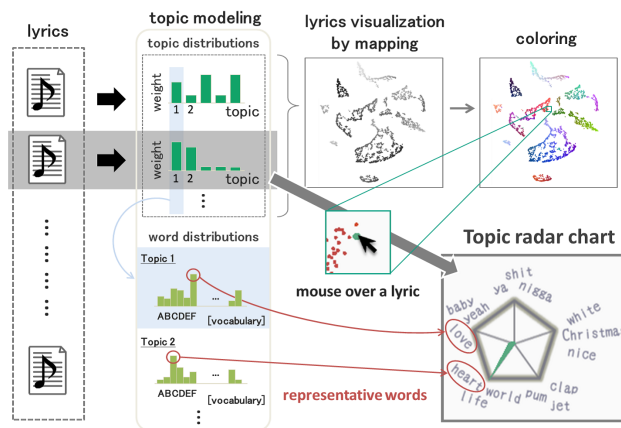 lyrics
topic modeling
lyrics visualization
by mapping
coloring
topic distributions
weight
1 2 topic
weight
1 2 topic
...
word distributions
Topic 1
...
ABCDEF [vocabulary]
Topic 2
...
ABCDEF [vocabulary]
...
mouse over a lyric
representative words
Topic radar chart
shit
ya nigga
baby
yeah
love
white
Christmas
nice
heart
life
world
pum
clap
jet